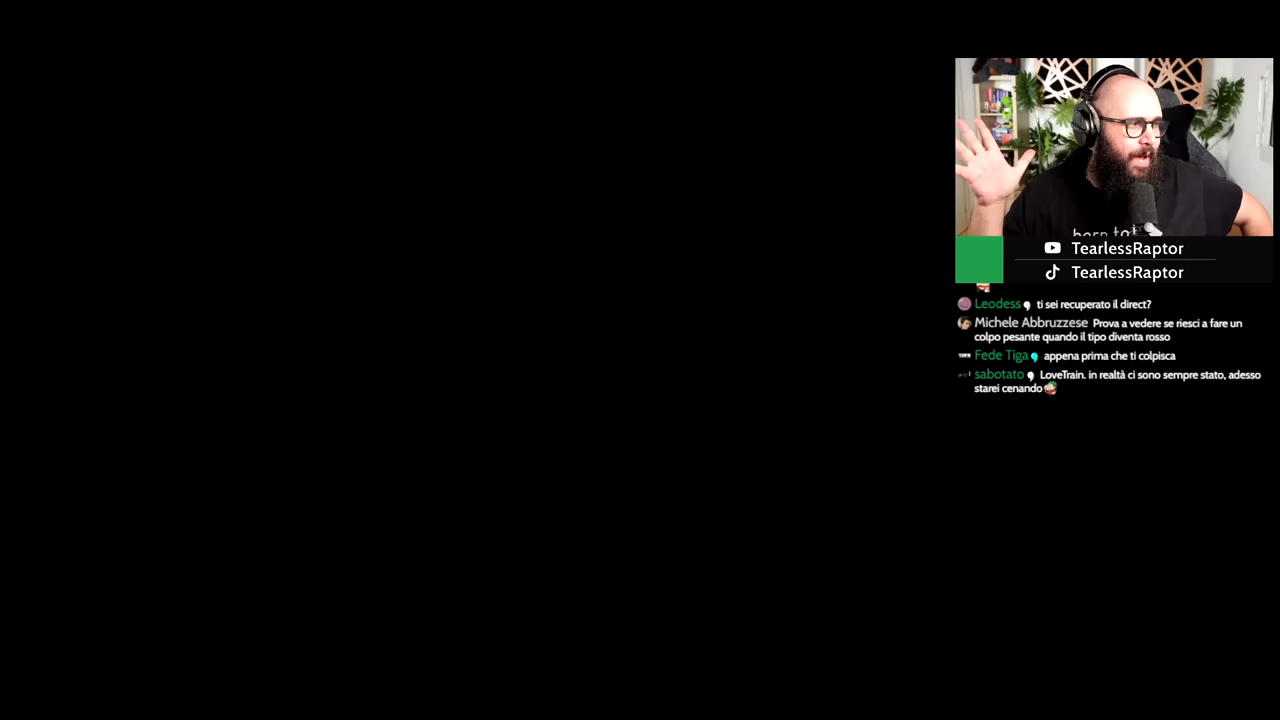 born to
TearlessRaptor
TearlessRaptor
Leodess ti sei recuperato il direct?
Michele Abbruzzese Prova a vedere se riesci a fare un
colpo pesante quando il tipo diventa rosso
Fede Tiga appena prima che ti colpisca
sabotato LoveTrain. in realtà ci sono sempre stato, adesso
starei cenando